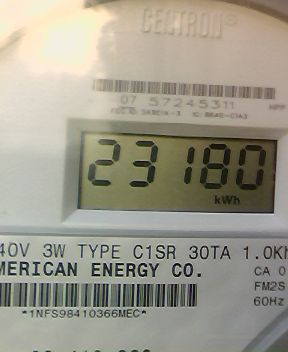 CENTRON®
07 57245311
23180
kWh
40V 3W TYPE C1SR 30TA 1.0Kh
MERICAN ENERGY CO. CA 0
FM2S
60Hz
*1NFS98410366MEC*